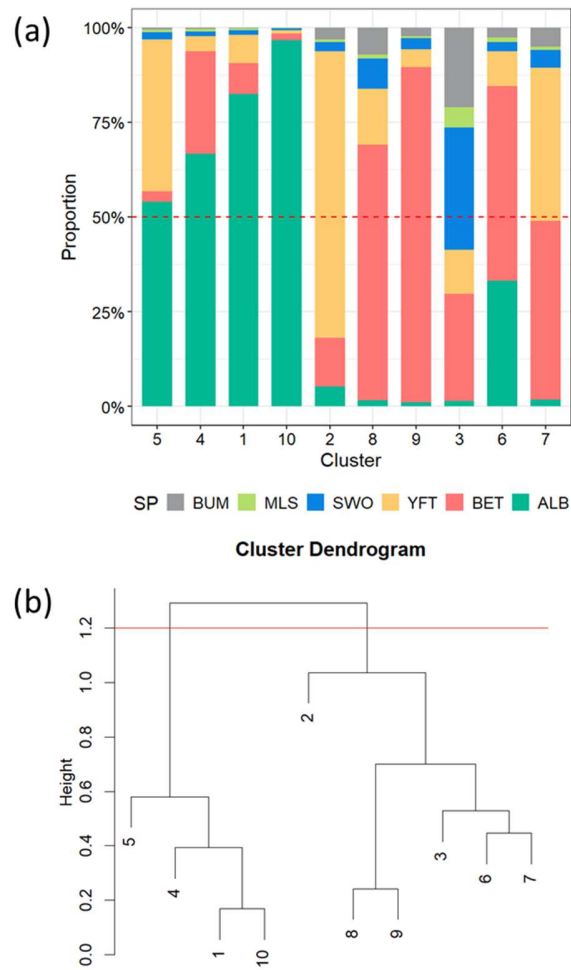 (a)
100%
75%
50%
25%
0%
Proportion
5 4 1 10 2 8 9 3 6 7
Cluster
SP BUM MLS SWO YFT BET ALB
Cluster Dendrogram
(b)
Height
1.2
1.0
0.8
0.6
0.4
0.2
0.0
2
5
3
4
6 7
8 9
1 10